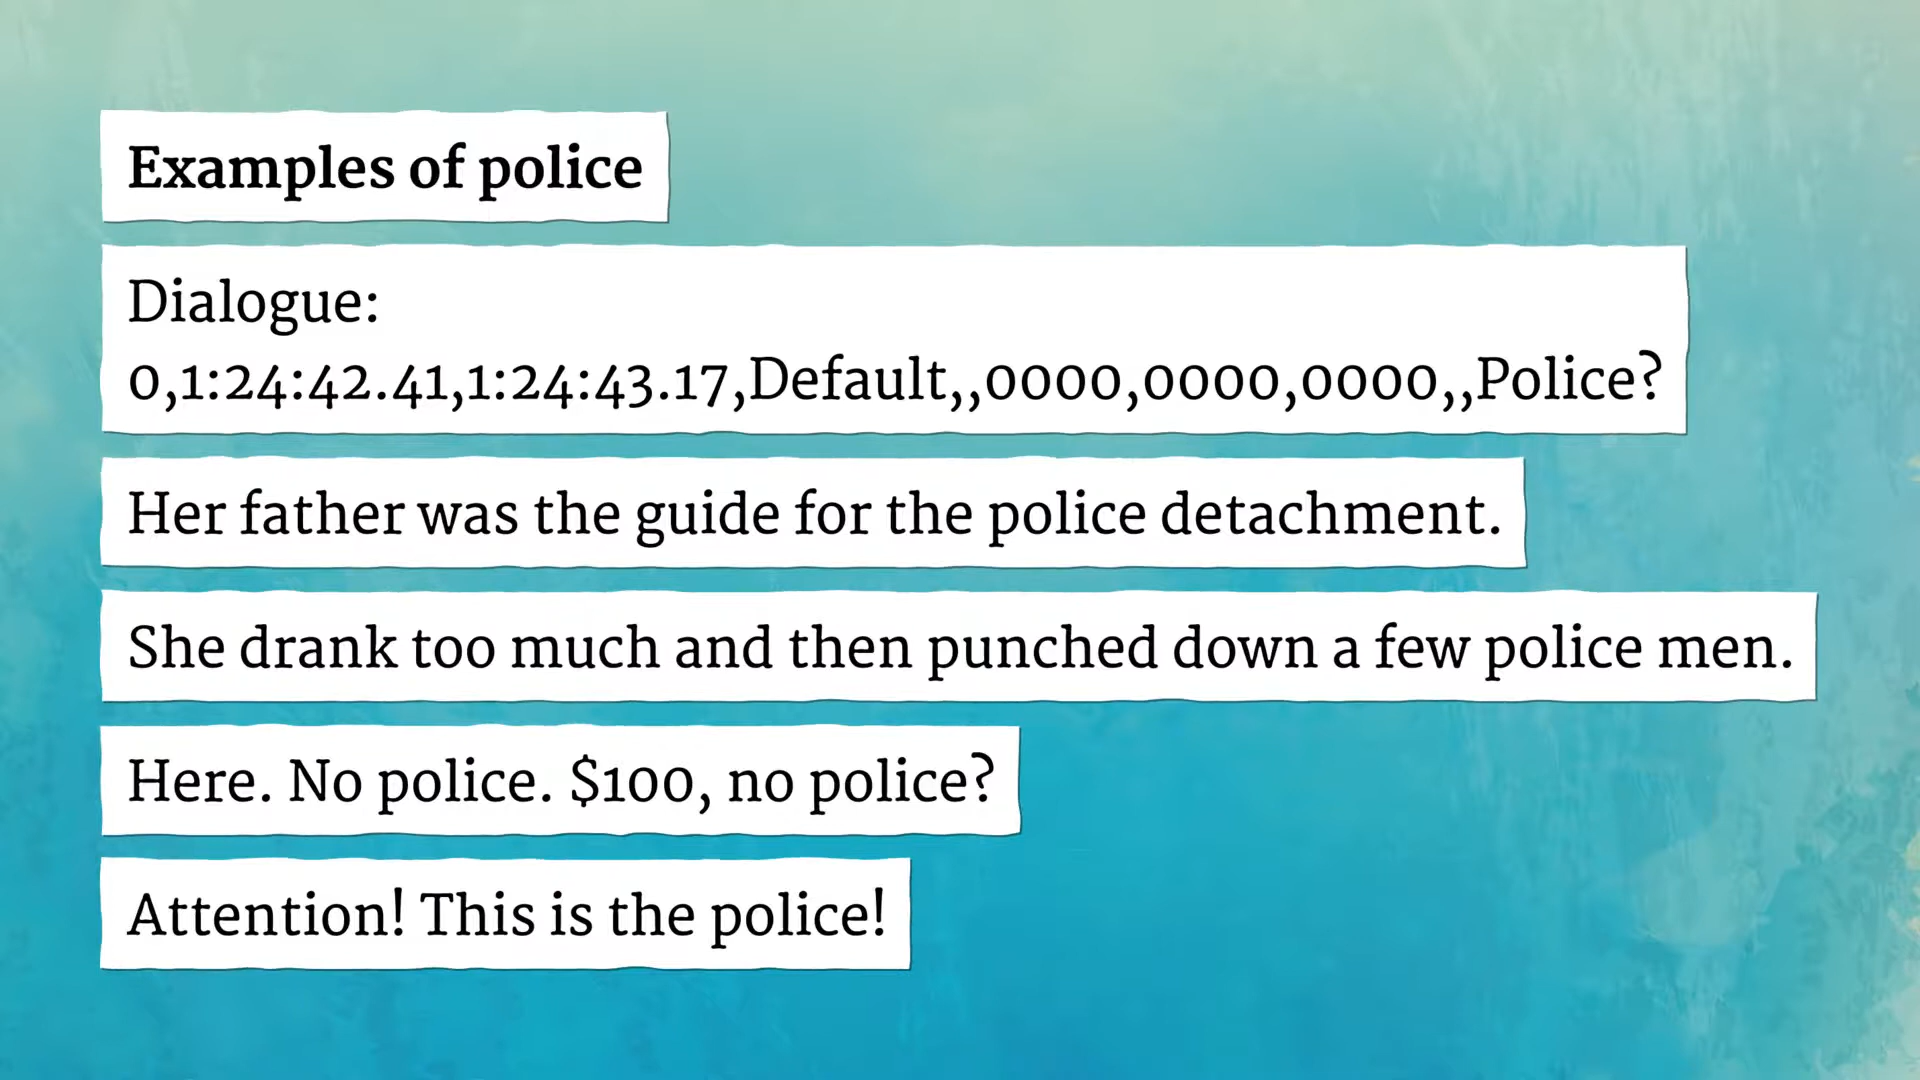 Examples of police
Dialogue:
0,1:24:42.41,1:24:43.17,Default,,0000,0000,0000,,Police?
Her father was the guide for the police detachment.
She drank too much and then punched down a few police men.
Here. No police. $100, no police?
Attention! This is the police!